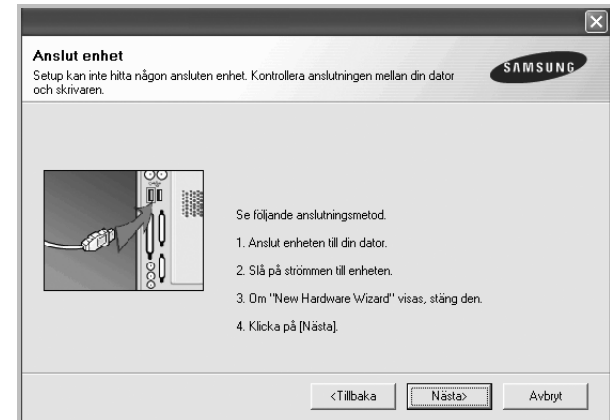 Anslut enhet
Setup kan inte hitta någon ansluten enhet. Kontrollera anslutningen mellan din dator
och skrivaren.
SAMSUNG
Se följande anslutningsmetod.
1. Anslut enheten till din dator.
2. Slå på strömmen till enheten.
3. Om "New Hardware Wizard" visas, stäng den.
4. Klicka på [Nästa].
<Tillbaka
Nästa>
Avbryt